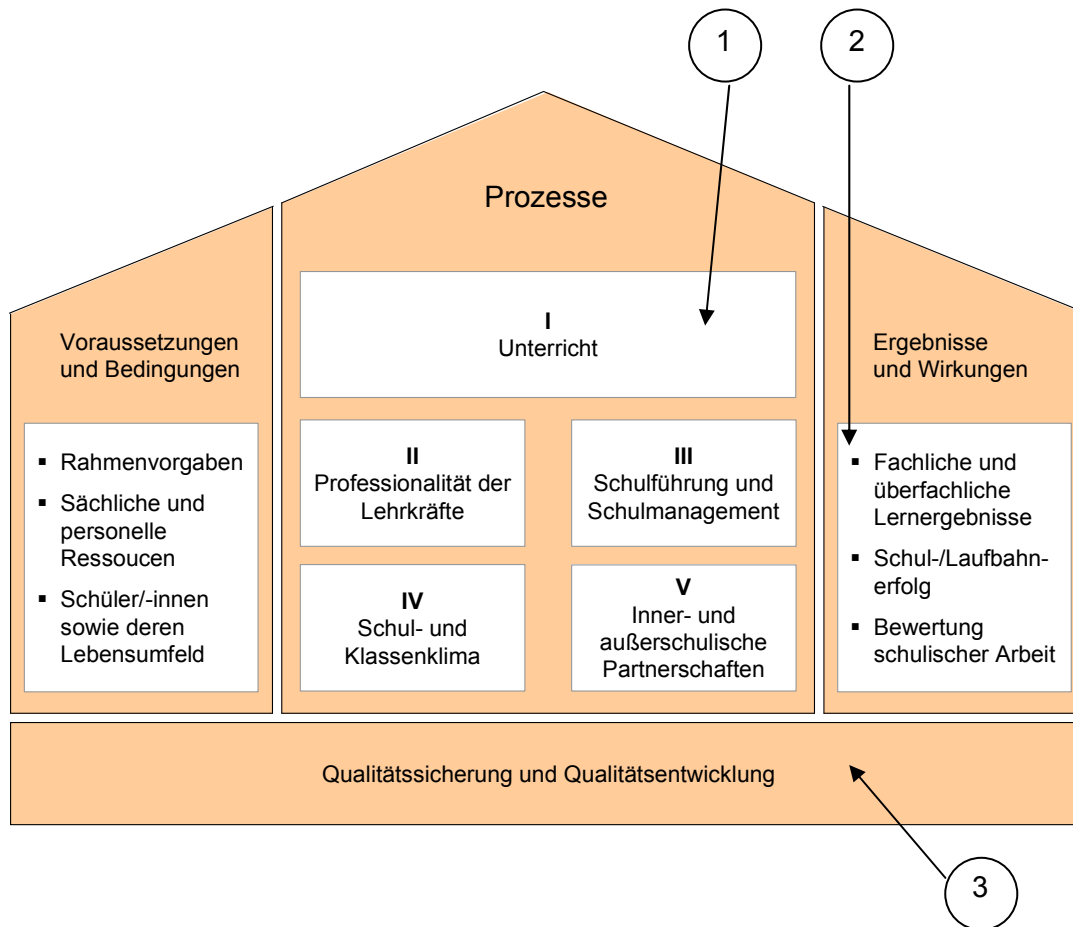 1
2
Prozesse
Voraussetzungen
und Bedingungen
▪ Rahmenvorgaben
▪ Sächliche und
personelle
Ressoucen
▪ Schüler/-innen
sowie deren
Lebensumfeld
I
Unterricht
II
Professionalität der
Lehrkräfte
III
Schulführung und
Schulmanagement
IV
Schul- und
Klassenklima
V
Inner- und
außerschulische
Partnerschaften
Ergebnisse
und Wirkungen
▪ Fachliche und
überfachliche
Lernergebnisse
▪ Schul-/Laufbahn-
erfolg
▪ Bewertung
schulischer Arbeit
Qualitätssicherung und Qualitätsentwicklung
3